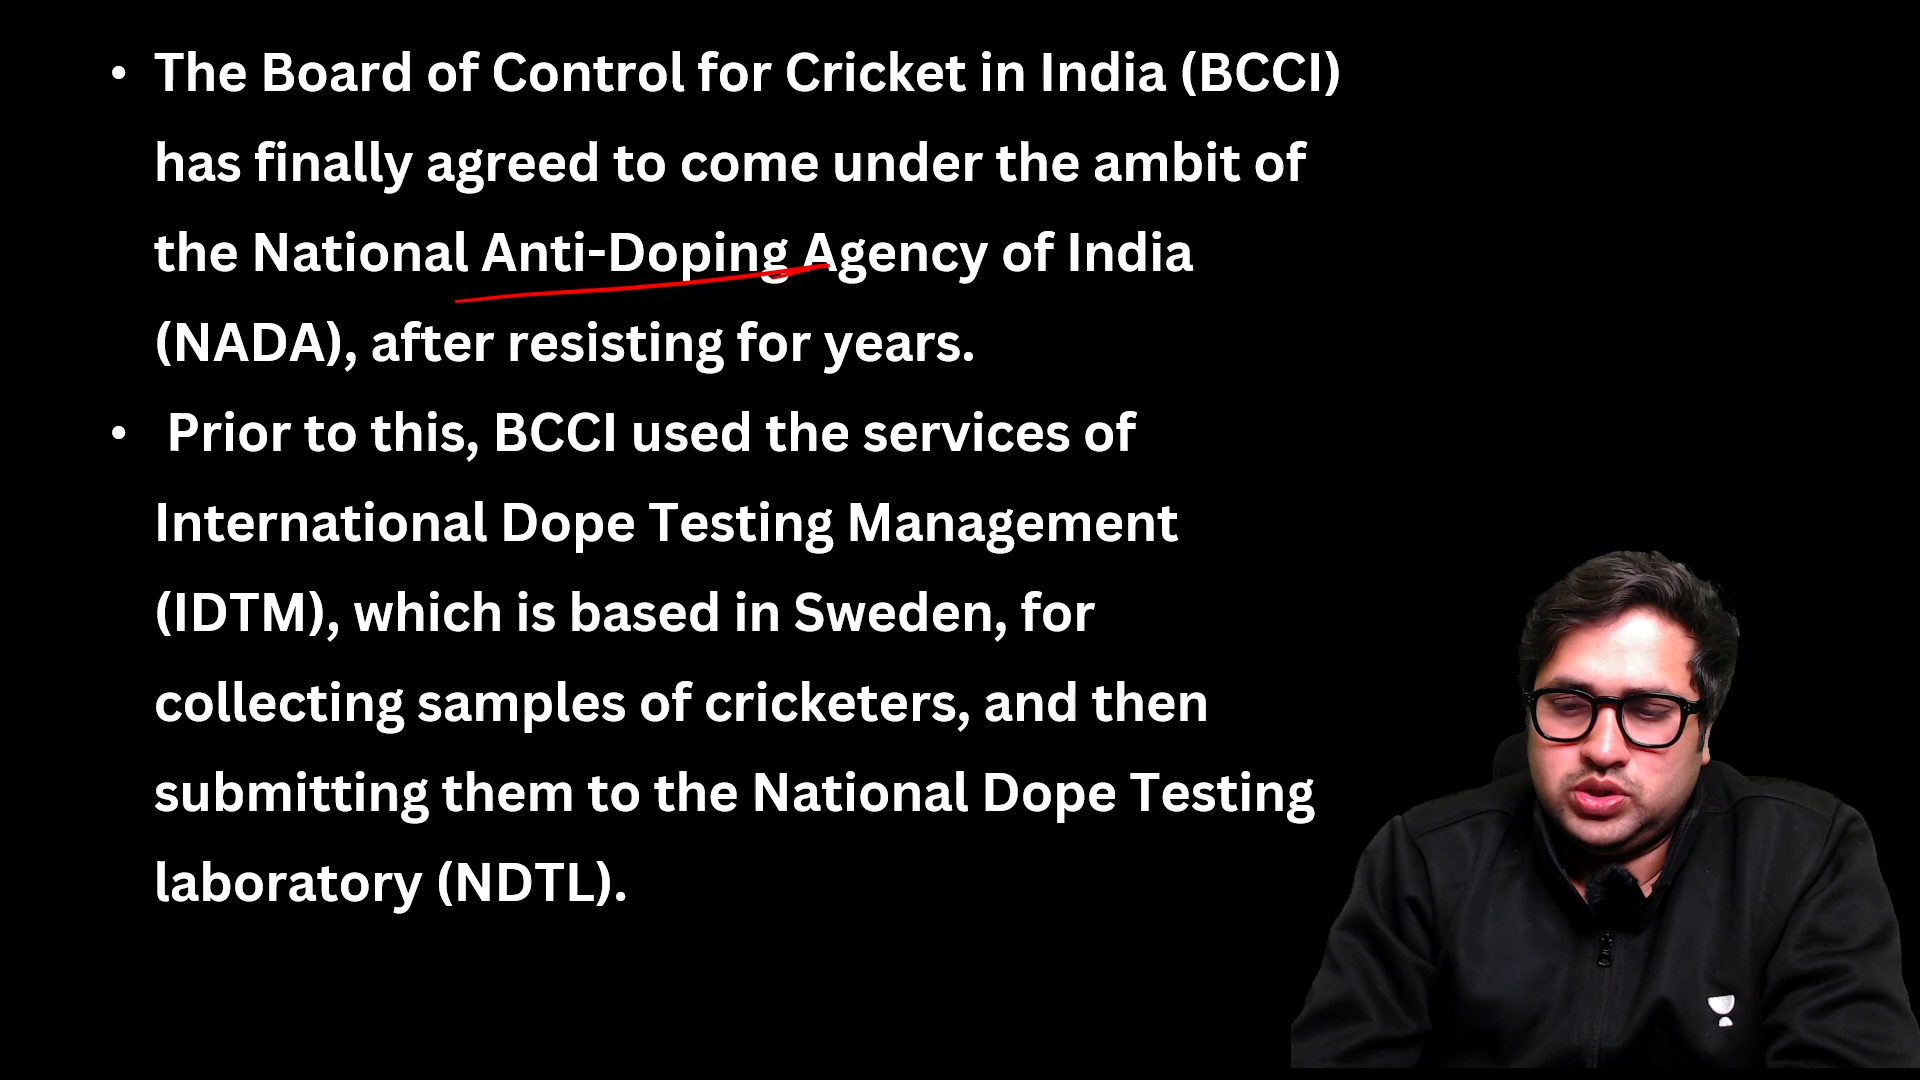 • The Board of Control for Cricket in India (BCCI)
has finally agreed to come under the ambit of
the National Anti-Doping Agency of India
(NADA), after resisting for years.
• Prior to this, BCCI used the services of
International Dope Testing Management
(IDTM), which is based in Sweden, for
collecting samples of cricketers, and then
submitting them to the National Dope Testing
laboratory (NDTL).